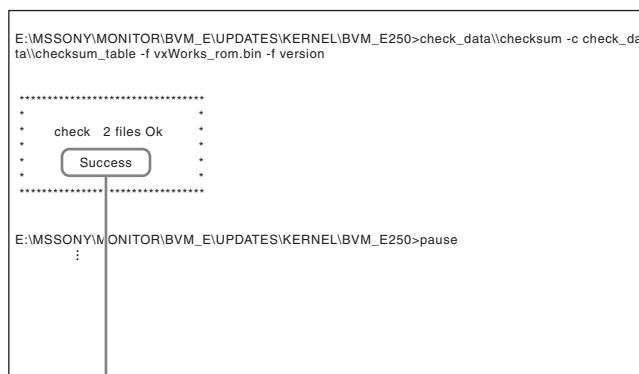 E:\MSSONY\MONITOR\BVM_E\UPDATES\KERNEL\BVM_E250>check_data\\checksum -c check_da
ta\\checksum_table -f vxWorks_rom.bin -f version
*********************************
* *
* check 2 files Ok *
* *
* Success *
* *
*********************************
E:\MSSONY\MONITOR\BVM_E\UPDATES\KERNEL\BVM_E250>pause
⋮